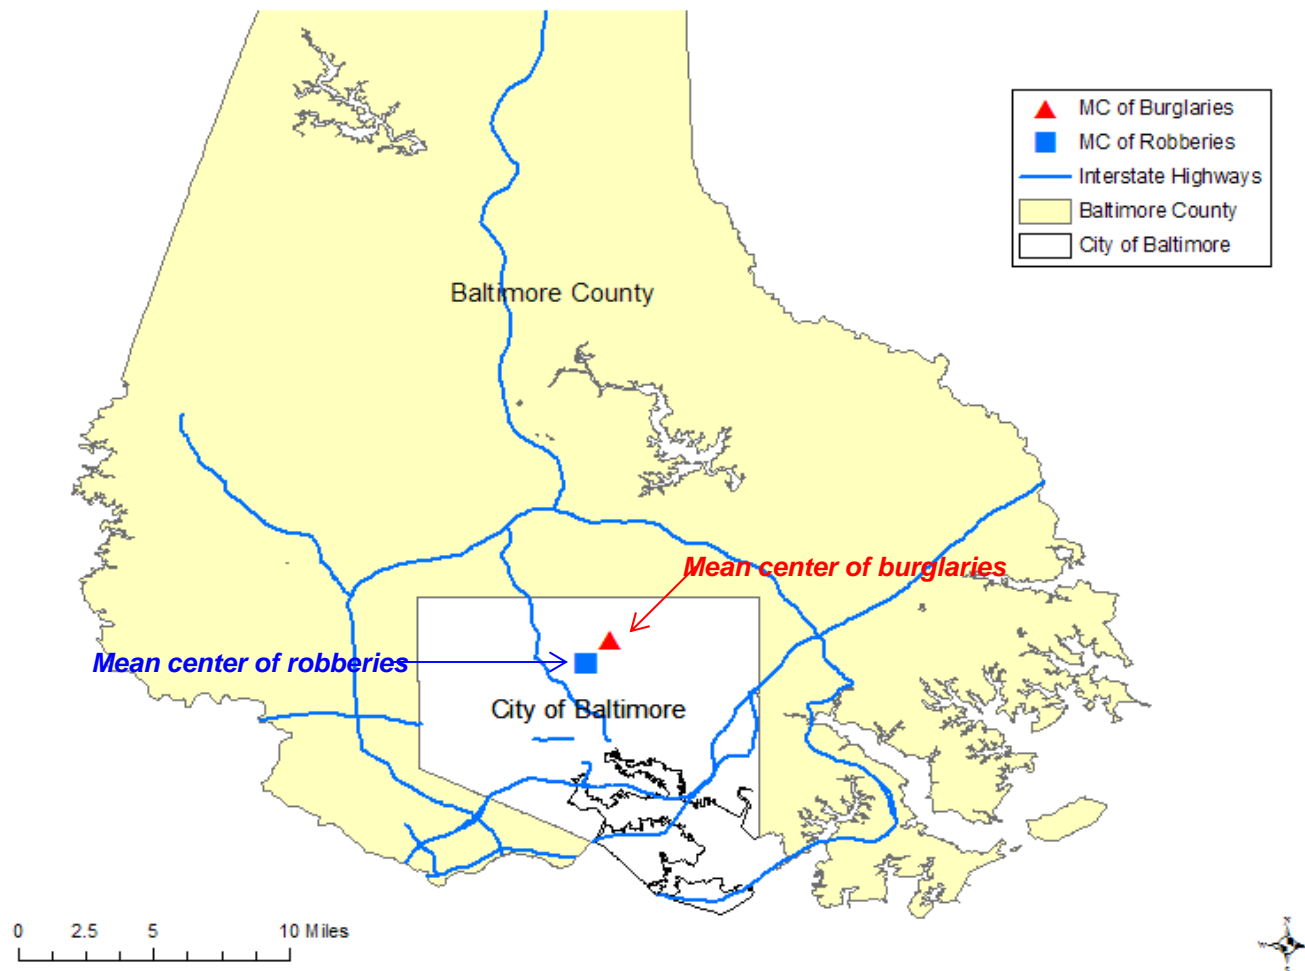 MC of Burglaries
MC of Robberies
Interstate Highways
Baltimore County
City of Baltimore
Baltimore County
Mean center of burglaries
Mean center of robberies
City of Baltimore
0 2.5 5 10 Miles
N
S